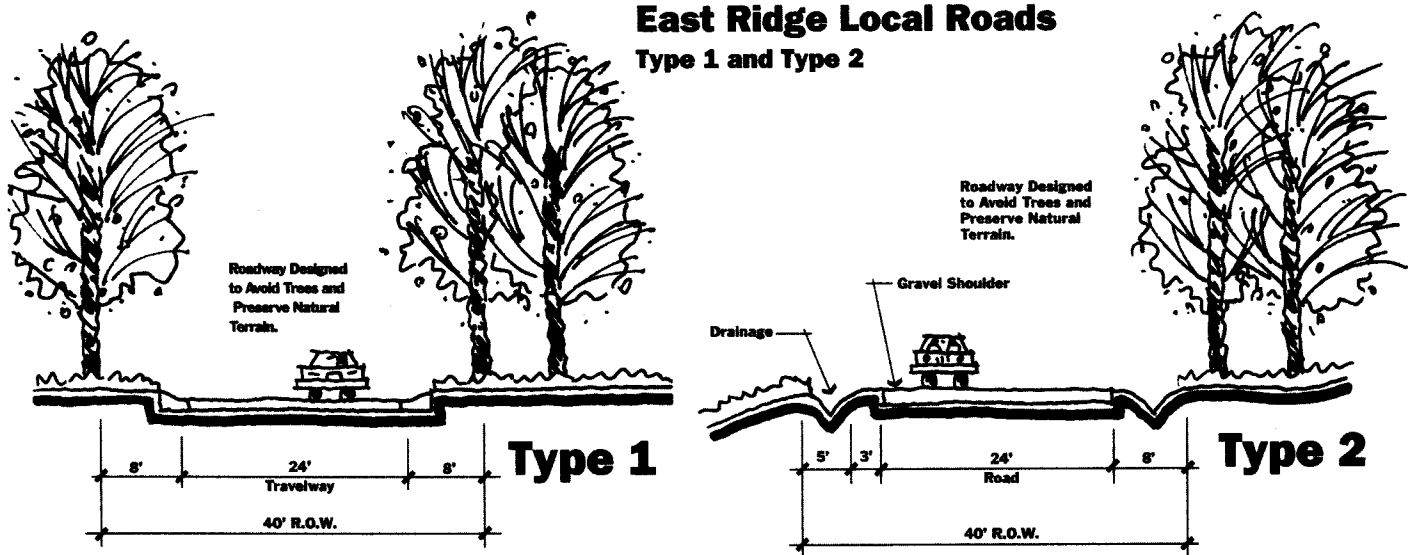 East Ridge Local Roads
Type 1 and Type 2
Roadway Designed
to Avoid Trees and
Preserve Natural
Terrain.
8'
24'
8'
Travelway
40' R.O.W.
Type 1
Roadway Designed
to Avoid Trees and
Preserve Natural
Terrain.
Gravel Shoulder
Drainage
5'
3'
24'
8'
Road
40' R.O.W.
Type 2